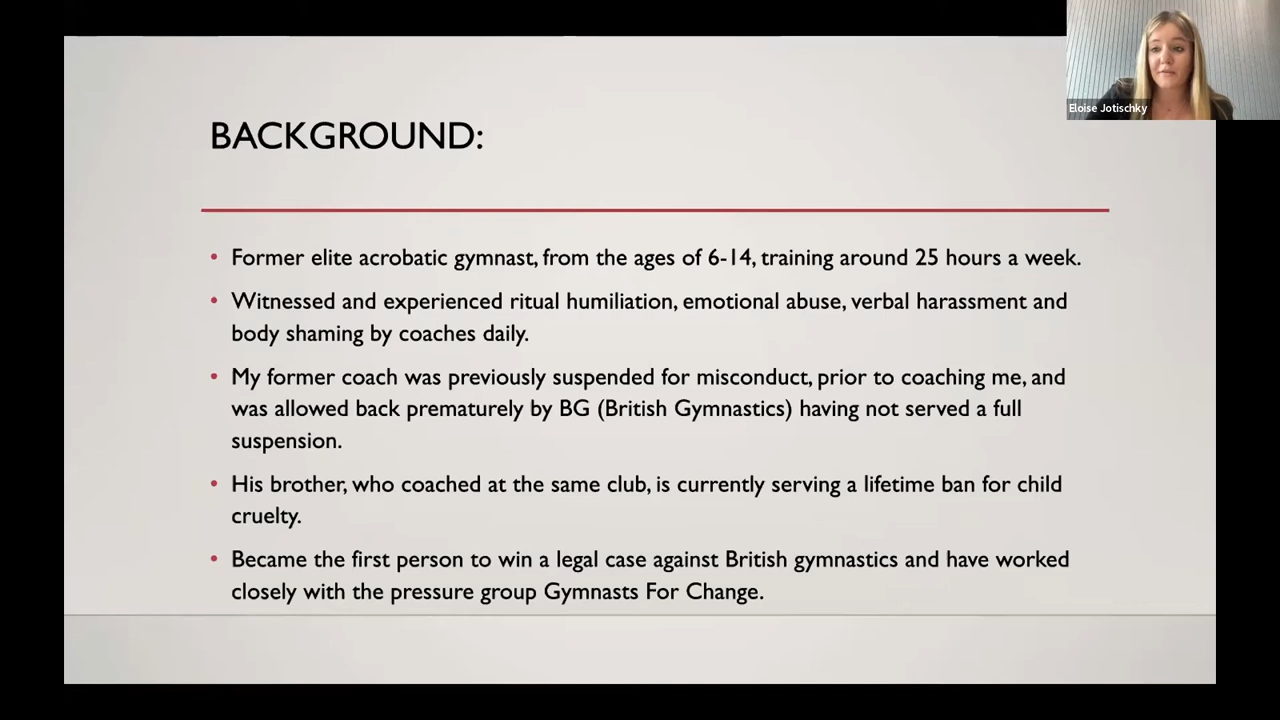 Eloise Jotischky
BACKGROUND:
• Former elite acrobatic gymnast, from the ages of 6-14, training around 25 hours a week.
• Witnessed and experienced ritual humiliation, emotional abuse, verbal harassment and
body shaming by coaches daily.
• My former coach was previously suspended for misconduct, prior to coaching me, and
was allowed back prematurely by BG (British Gymnastics) having not served a full
suspension.
• His brother, who coached at the same club, is currently serving a lifetime ban for child
cruelty.
• Became the first person to win a legal case against British gymnastics and have worked
closely with the pressure group Gymnasts For Change.